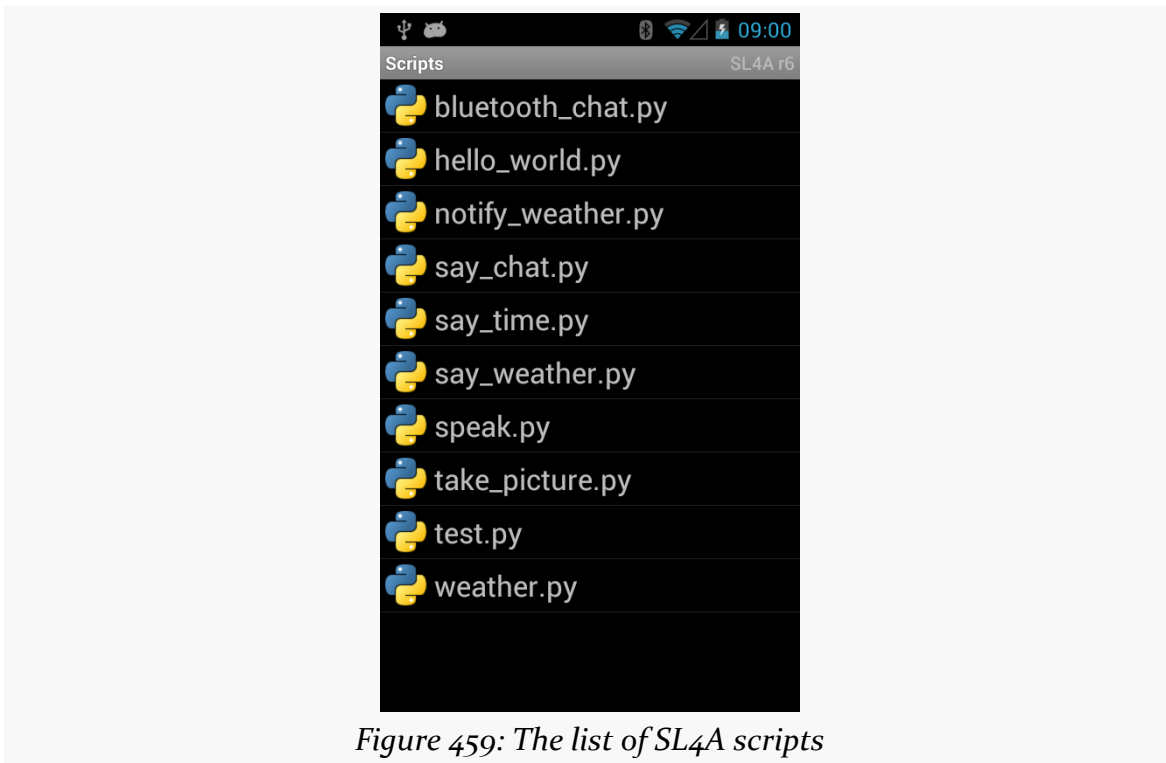 09:00
Scripts SL4A r6
bluetooth_chat.py
hello_world.py
notify_weather.py
say_chat.py
say_time.py
say_weather.py
speak.py
take_picture.py
test.py
weather.py
Figure 459: The list of SL4A scripts